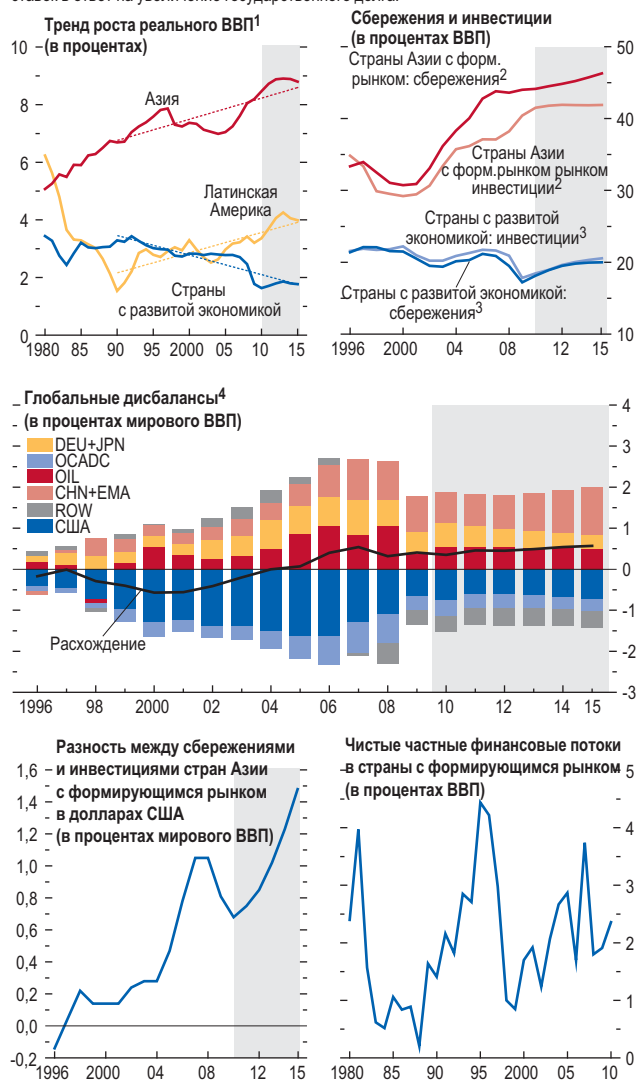 ставок в ответ на увеличение государственного долга.
Тренд роста реального ВВП1
(в процентах)
10
8
6
4
2
0
Азия
Латинская
Америка
Страны
с развитой экономикой
1980 85 90 95 2000 05 10 15
Сбережения и инвестиции
(в процентах ВВП)
Страны Азии с форм.
рынком: сбережения2
Страны Азии
с форм.рынком рынком
инвестиции2
Страны с развитой
экономикой: инвестиции3
Страны с развитой экономикой:
сбережения3
50
40
30
20
10
1996 2000 04 08 12 15
Глобальные дисбалансы4
(в процентах мирового ВВП)
DEU+JPN
OCADC
OIL
CHN+EMA
ROW
США
Расхождение
4
3
2
1
0
-1
-2
-3
1996 98 2000 02 04 06 08 10 12 14 15
Разность между сбережениями
и инвестициями стран Азии
с формирующимся рынком
в долларах США
(в процентах мирового ВВП)
1,6
1,4
1,2
1,0
0,8
0,6
0,4
0,2
0,0
-0,2
1996 2000 04 08 12 15
Чистые частные финансовые потоки
в страны с формирующимся рынком
(в процентах ВВП)
5
4
3
2
1
0
1980 85 90 95 2000 05 10